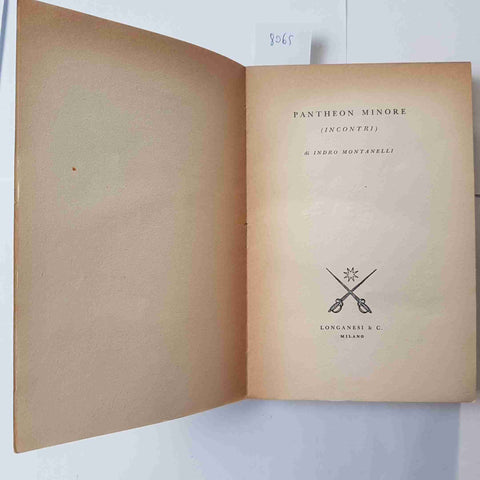 8065
PANTHEON MINORE
(INCONTRI)
di INDRO MONTANELLI
LONGANESI & C.
MILANO